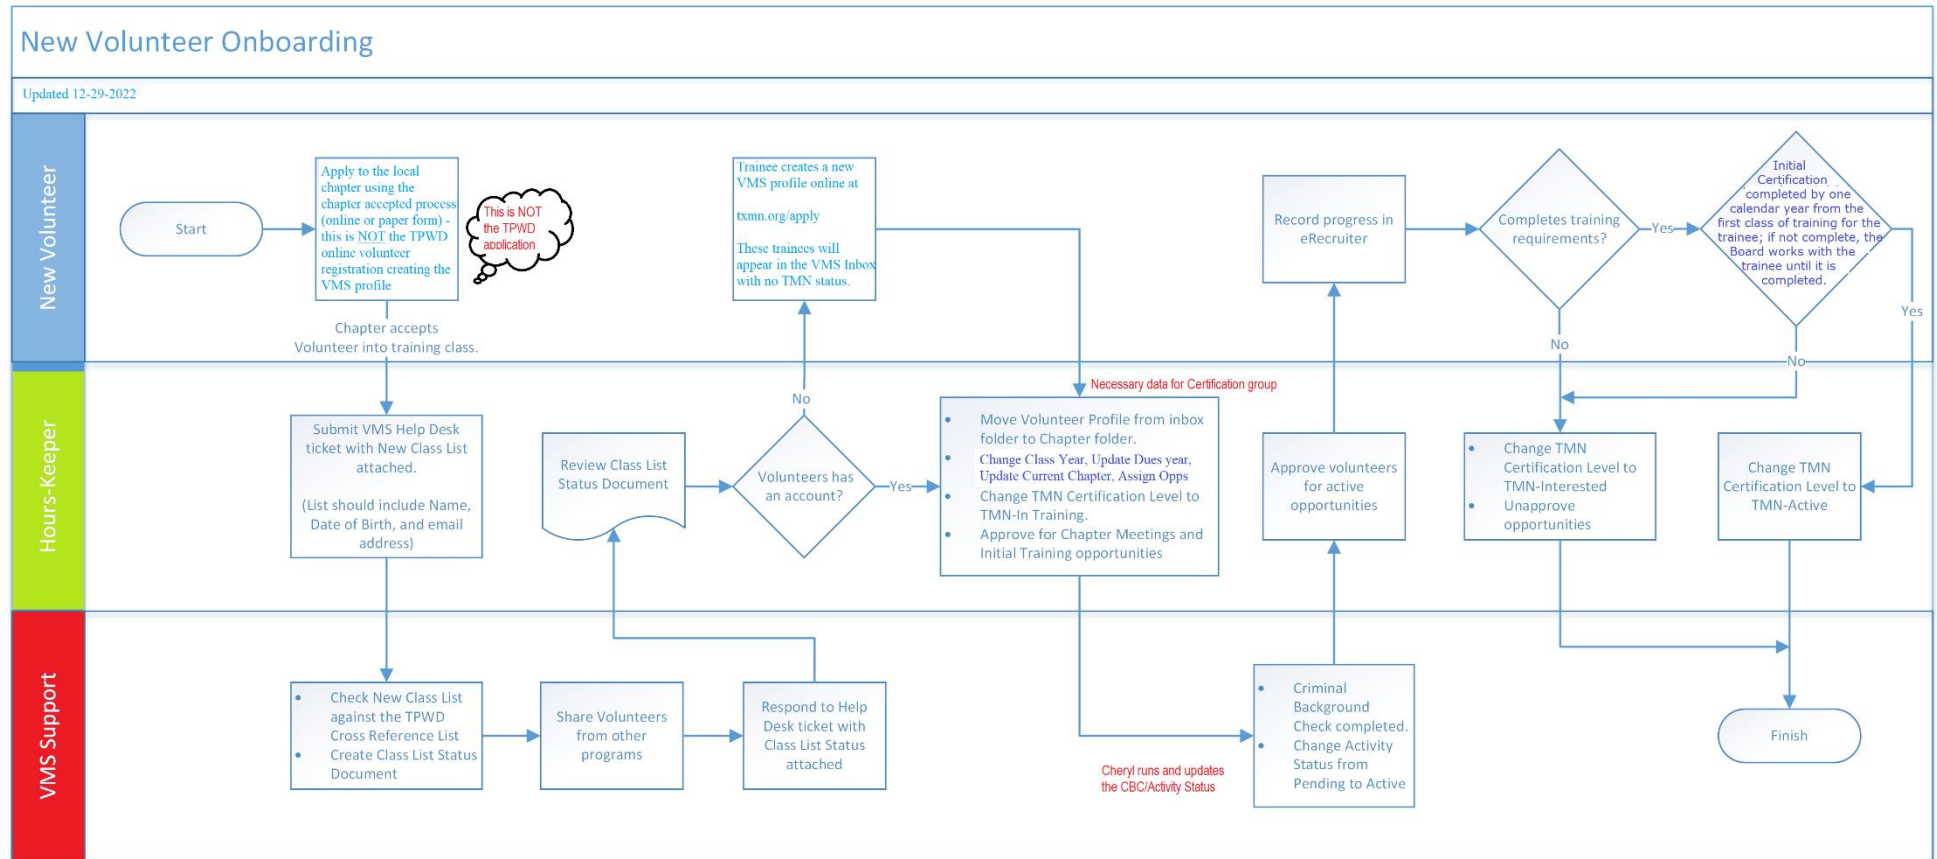 New Volunteer Onboarding
Updated 12-29-2022
New Volunteer
Start
Apply to the local
chapter using the
chapter accepted process
(online or paper form) -
this is NOT the TPWD
online volunteer
registration creating the
VMS profile
This is NOT
the TPWD
application
Chapter accepts
Volunteer into training class.
Trainee creates a new
VMS profile online at
txmn.org/apply
These trainees will
appear in the VMS Inbox
with no TMN status.
Record progress in
eRecruiter
Completes training
requirements?
Yes
No
Initial
Certification
completed by one
calendar year from the
first class of training for the
trainee; if not complete, the
Board works with the
trainee until it is
completed.
Yes
No
Hours-Keeper
Submit VMS Help Desk
ticket with New Class List
attached.
(List should include Name,
Date of Birth, and email
address)
Review Class List
Status Document
No
Volunteers has
an account?
Yes
Necessary data for Certification group
• Move Volunteer Profile from inbox
folder to Chapter folder.
• Change Class Year, Update Dues year,
Update Current Chapter, Assign Opps
• Change TMN Certification Level to
TMN-In Training.
• Approve for Chapter Meetings and
Initial Training opportunities
Approve volunteers
for active
opportunities
• Change TMN
Certification Level to
TMN-Interested
• Unapprove
opportunities
Change TMN
Certification Level to
TMN-Active
VMS Support
• Check New Class List
against the TPWD
Cross Reference List
• Create Class List Status
Document
Share Volunteers
from other
programs
Respond to Help
Desk ticket with
Class List Status
attached
Cheryl runs and updates
the CBC/Activity Status
• Criminal
Background
Check completed.
• Change Activity
Status from
Pending to Active
Finish